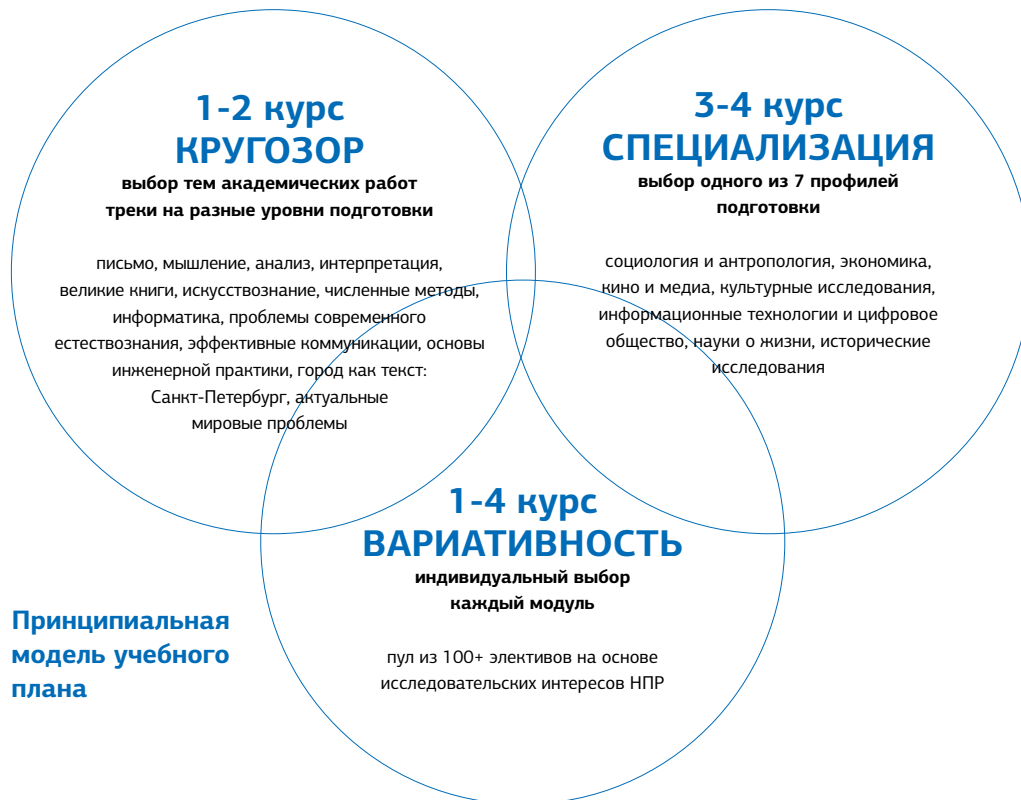 1-2 курс
КРУГОЗОР
выбор тем академических работ
треки на разные уровни подготовки
письмо, мышление, анализ, интерпретация,
великие книги, искусствознание, численные методы,
информатика, проблемы современного
естествознания, эффективные коммуникации, основы
инженерной практики, город как текст:
Санкт-Петербург, актуальные
мировые проблемы
3-4 курс
СПЕЦИАЛИЗАЦИЯ
выбор одного из 7 профилей
подготовки
социология и антропология, экономика,
кино и медиа, культурные исследования,
информационные технологии и цифровое
общество, науки о жизни, исторические
исследования
1-4 курс
ВАРИАТИВНОСТЬ
индивидуальный выбор
каждый модуль
пул из 100+ элективов на основе
исследовательских интересов НПР
Принципиальная
модель учебного
плана